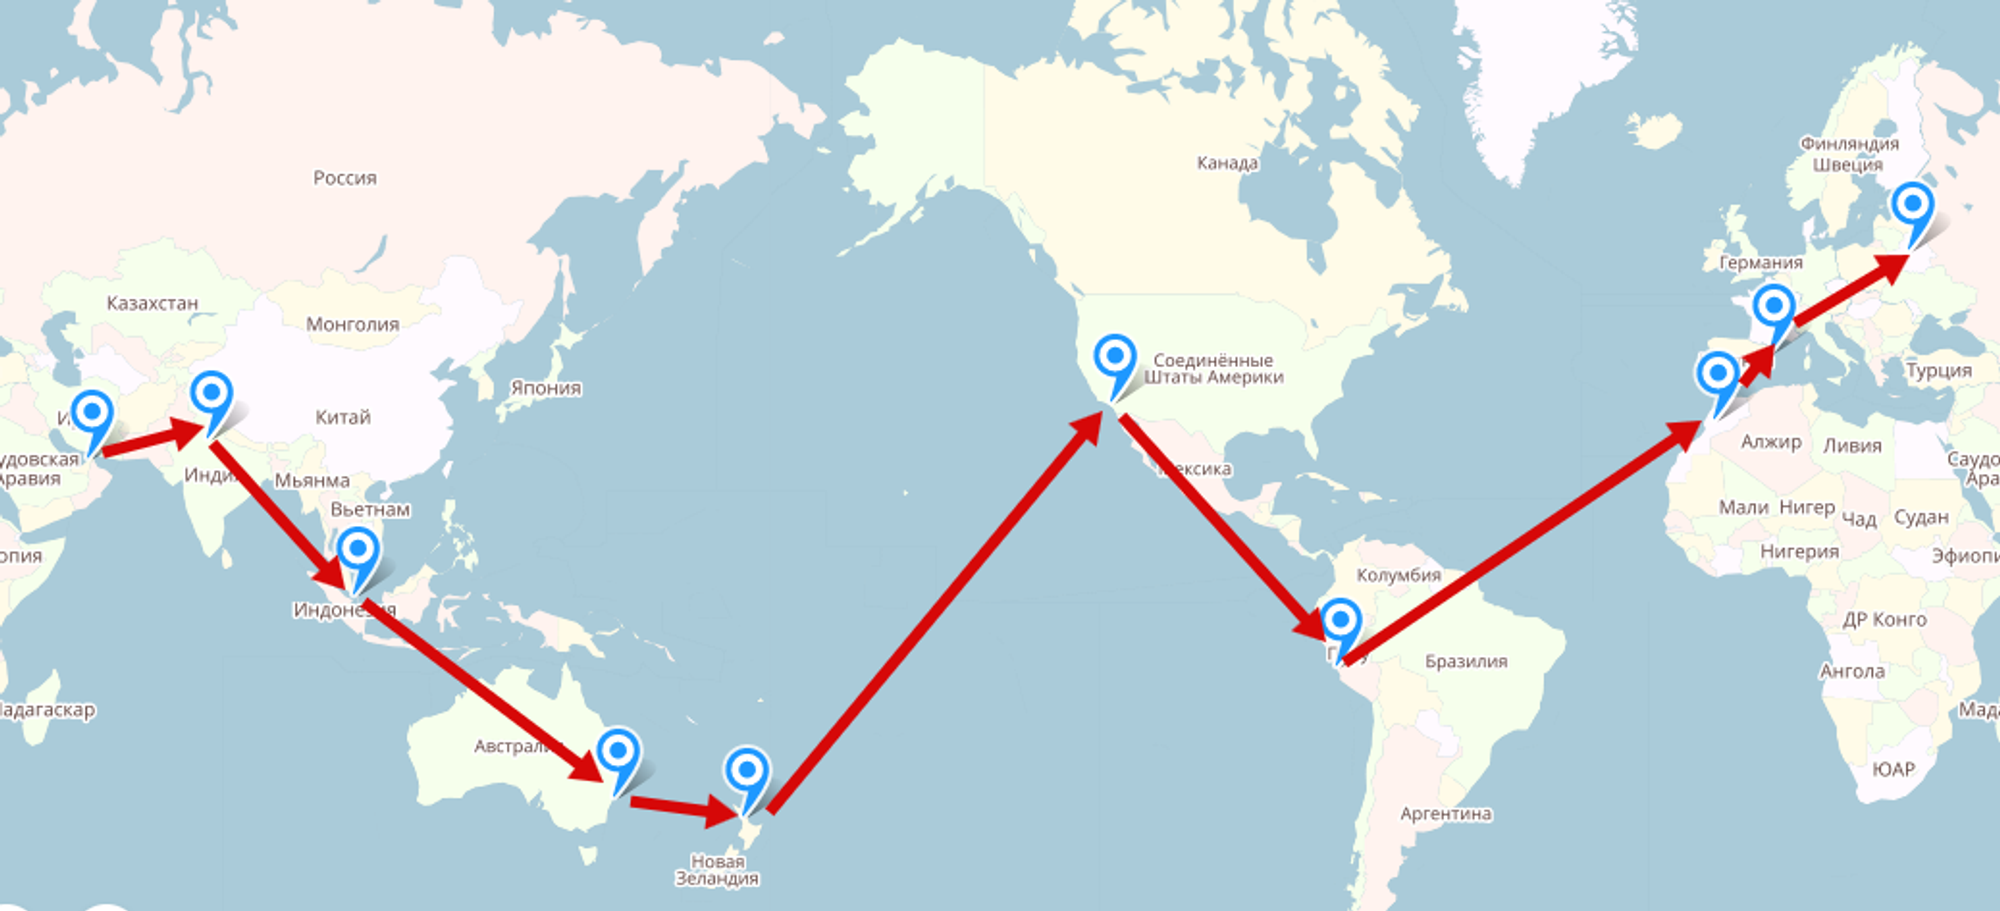 Россия
Канада
Финляндия
Швеция
Германия
Казахстан
Монголия
Япония
Китай
Соединённые
Штаты Америки
Турция
Мексика
Алжир
Ливия
удовская
Аравия
Индия
Мьянма
Вьетнам
Саудо
Ара
Мали
Нигер
Чад
Судан
опия
Нигерия
Эфиопи
Колумбия
Индонезия
ДР Конго
Бразилия
Ангола
адагаскар
Мада
Австралия
ЮАР
Аргентина
Новая
Зеландия